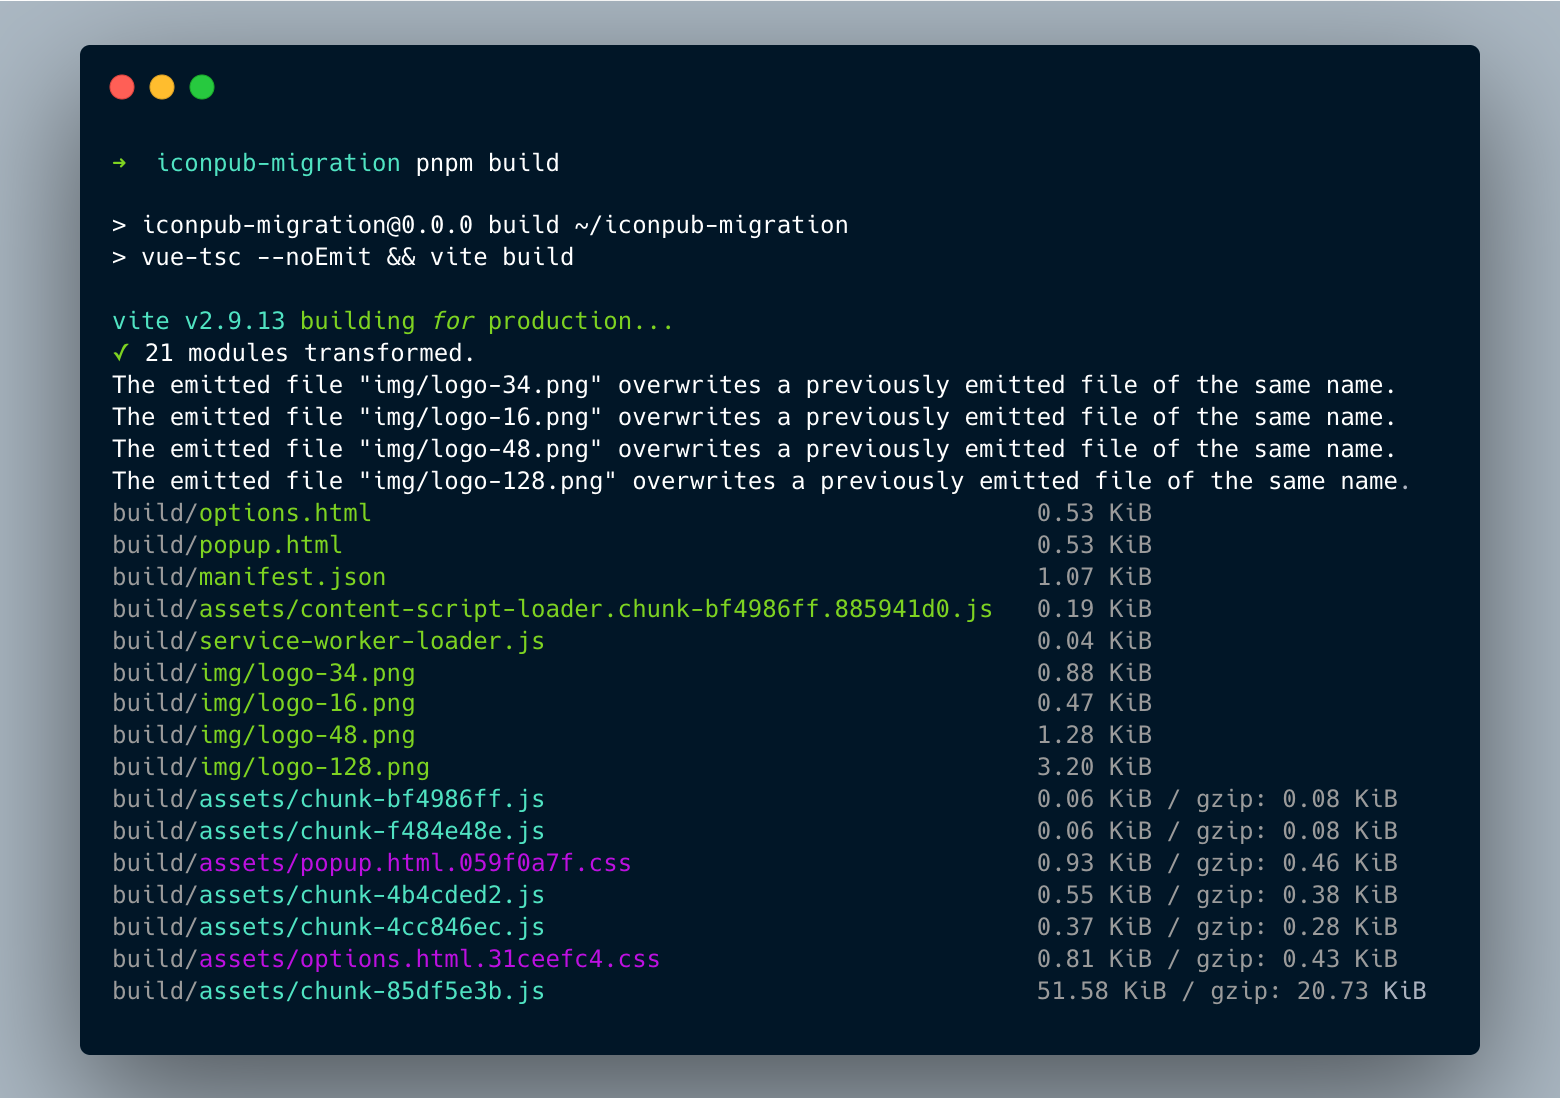 ➜  iconpub-migration pnpm build
> iconpub-migration@0.0.0 build ~/iconpub-migration
> vue-tsc --noEmit && vite build
vite v2.9.13 building for production...
✓ 21 modules transformed.
The emitted file "img/logo-34.png" overwrites a previously emitted file of the same name.
The emitted file "img/logo-16.png" overwrites a previously emitted file of the same name.
The emitted file "img/logo-48.png" overwrites a previously emitted file of the same name.
The emitted file "img/logo-128.png" overwrites a previously emitted file of the same name.
build/options.html 0.53 KiB
build/popup.html 0.53 KiB
build/manifest.json 1.07 KiB
build/assets/content-script-loader.chunk-bf4986ff.885941d0.js 0.19 KiB
build/service-worker-loader.js 0.04 KiB
build/img/logo-34.png 0.88 KiB
build/img/logo-16.png 0.47 KiB
build/img/logo-48.png 1.28 KiB
build/img/logo-128.png 3.20 KiB
build/assets/chunk-bf4986ff.js 0.06 KiB / gzip: 0.08 KiB
build/assets/chunk-f484e48e.js 0.06 KiB / gzip: 0.08 KiB
build/assets/popup.html.059f0a7f.css 0.93 KiB / gzip: 0.46 KiB
build/assets/chunk-4b4cded2.js 0.55 KiB / gzip: 0.38 KiB
build/assets/chunk-4cc846ec.js 0.37 KiB / gzip: 0.28 KiB
build/assets/options.html.31ceefc4.css 0.81 KiB / gzip: 0.43 KiB
build/assets/chunk-85df5e3b.js 51.58 KiB / gzip: 20.73 KiB